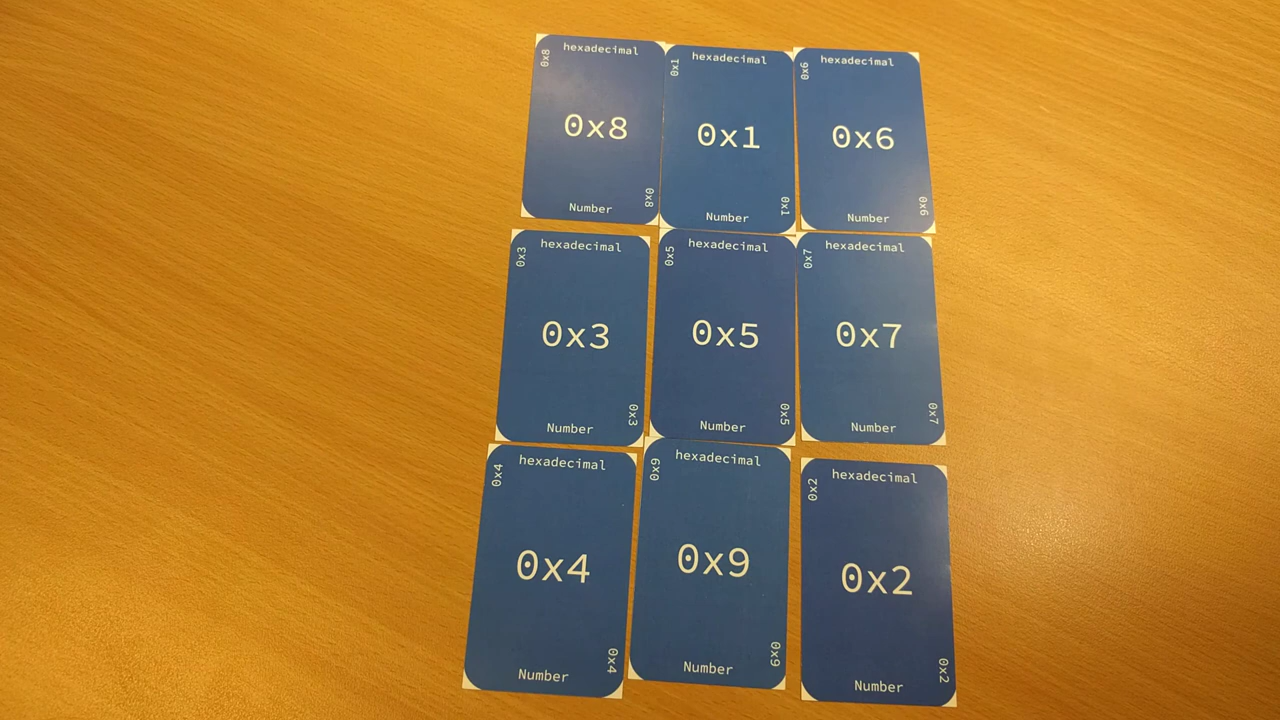 hexadecimal
0x8
0x8
0x8
Number
hexadecimal
0x1
0x1
0x1
Number
hexadecimal
0x6
0x6
0x6
Number
hexadecimal
0x3
0x3
0x3
Number
hexadecimal
0x5
0x5
0x5
Number
hexadecimal
0x7
0x7
0x7
Number
hexadecimal
0x4
0x4
0x4
Number
hexadecimal
0x9
0x9
0x9
Number
hexadecimal
0x2
0x2
0x2
Number